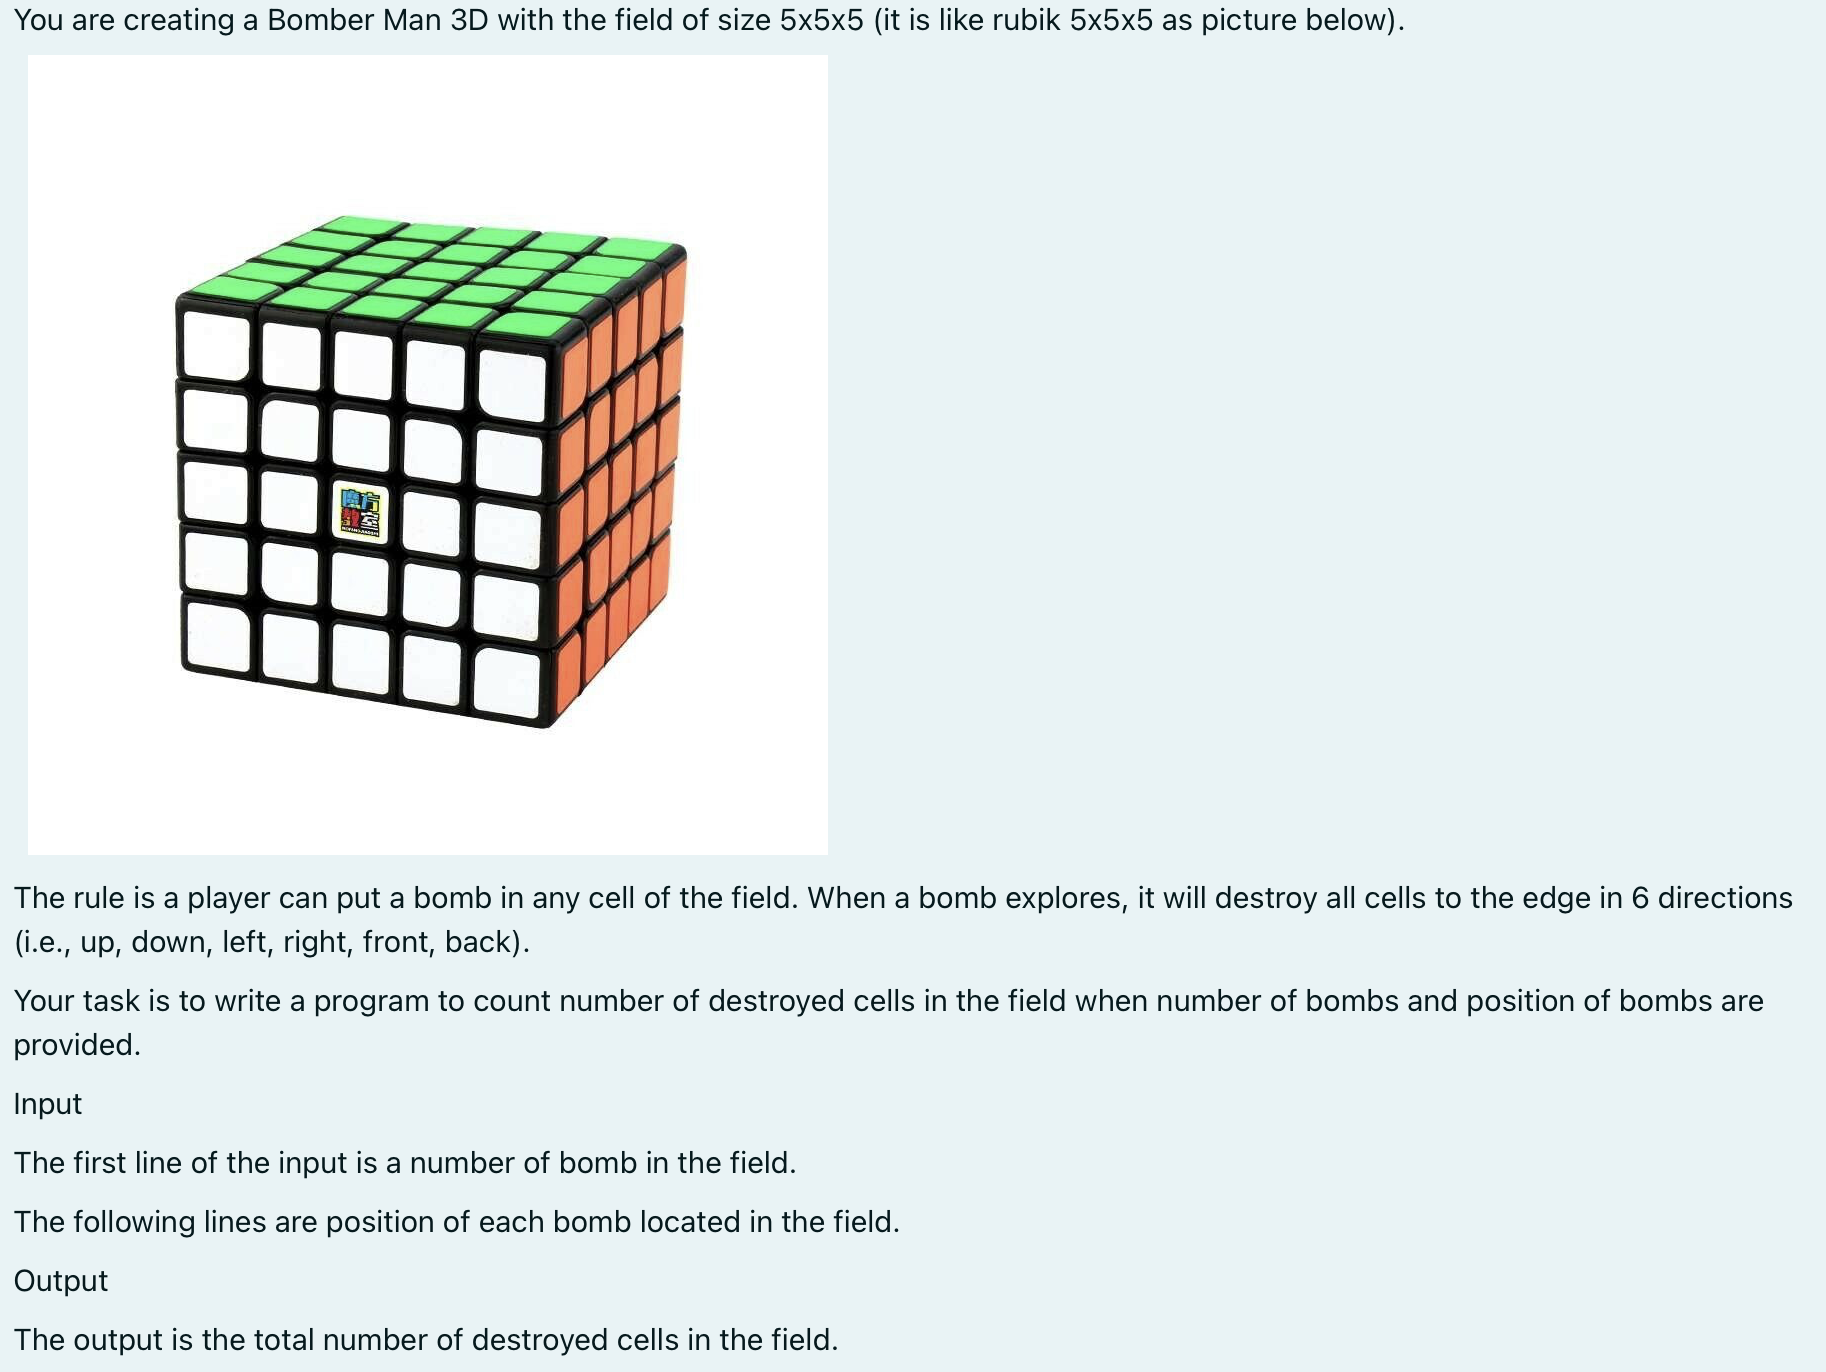 You are creating a Bomber Man 3D with the field of size 5x5x5 (it is like rubik 5x5x5 as picture below).
魔方
教室
The rule is a player can put a bomb in any cell of the field. When a bomb explores, it will destroy all cells to the edge in 6 directions
(i.e., up, down, left, right, front, back).
Your task is to write a program to count number of destroyed cells in the field when number of bombs and position of bombs are
provided.
Input
The first line of the input is a number of bomb in the field.
The following lines are position of each bomb located in the field.
Output
The output is the total number of destroyed cells in the field.